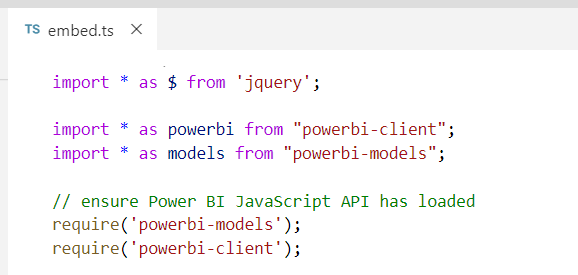 TS embed.ts ×
import * as $ from 'jquery';
import * as powerbi from "powerbi-client";
import * as models from "powerbi-models";
// ensure Power BI JavaScript API has loaded
require('powerbi-models');
require('powerbi-client');